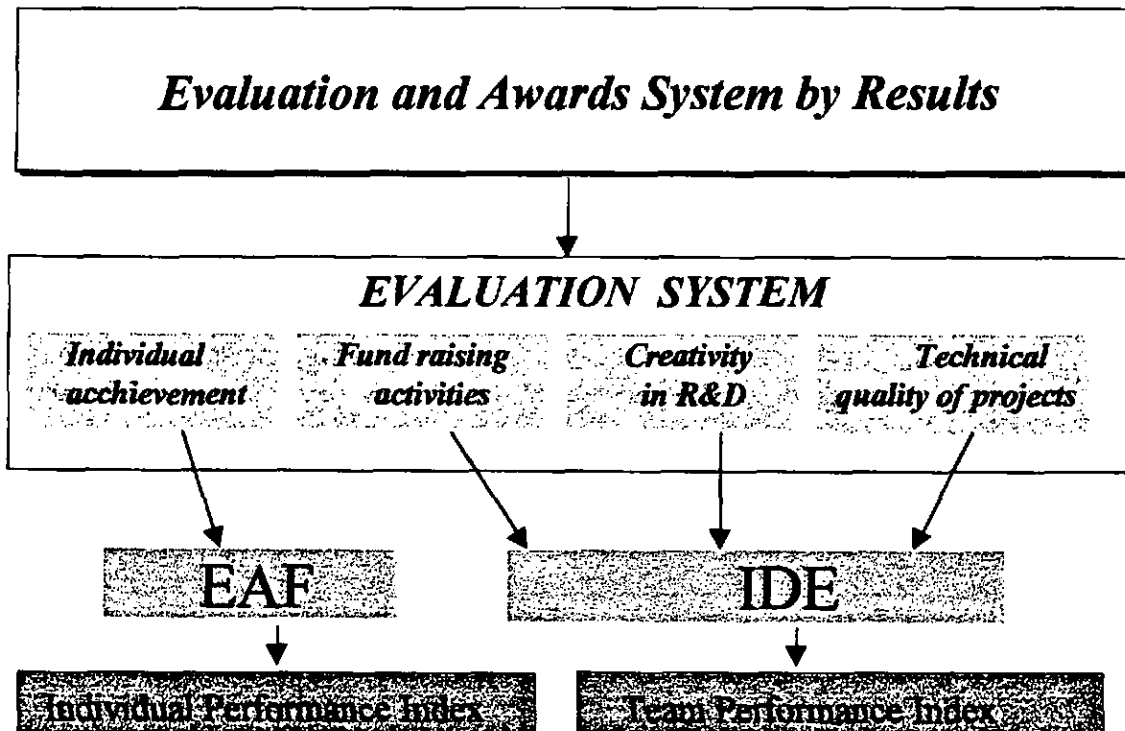 Evaluation and Awards System by Results
EVALUATION SYSTEM
Individual
acchievement
Fund raising
activities
Creativity
in R&D
Technical
quality of projects
EAF
IDE
Individual Performance Index
Team Performance Index